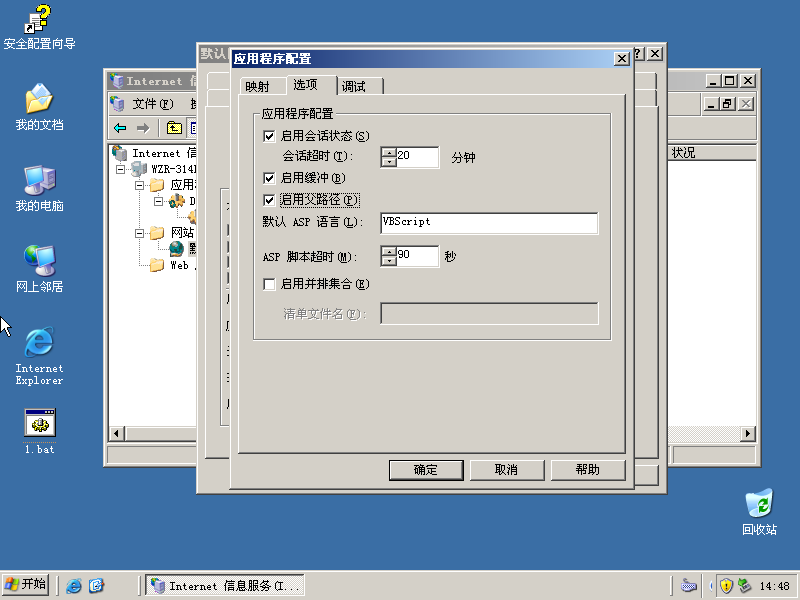 安全配置向导
我的文档
我的电脑
网上邻居
Internet
Explorer
1.bat
回收站
Internet 信
文件(F)
Internet 信
WZR-314
应用
D
网站
Web
状况
默认
应用程序配置
映射
选项
调试
应用程序配置
启用会话状态(S)
会话超时(T):
20
分钟
启用缓冲(B)
启用父路径(P)
默认 ASP 语言(L):
VBScript
ASP 脚本超时(M):
90
秒
启用并排集合(E)
清单文件名(F):
确定
取消
帮助
开始
Internet 信息服务(I...
14:48